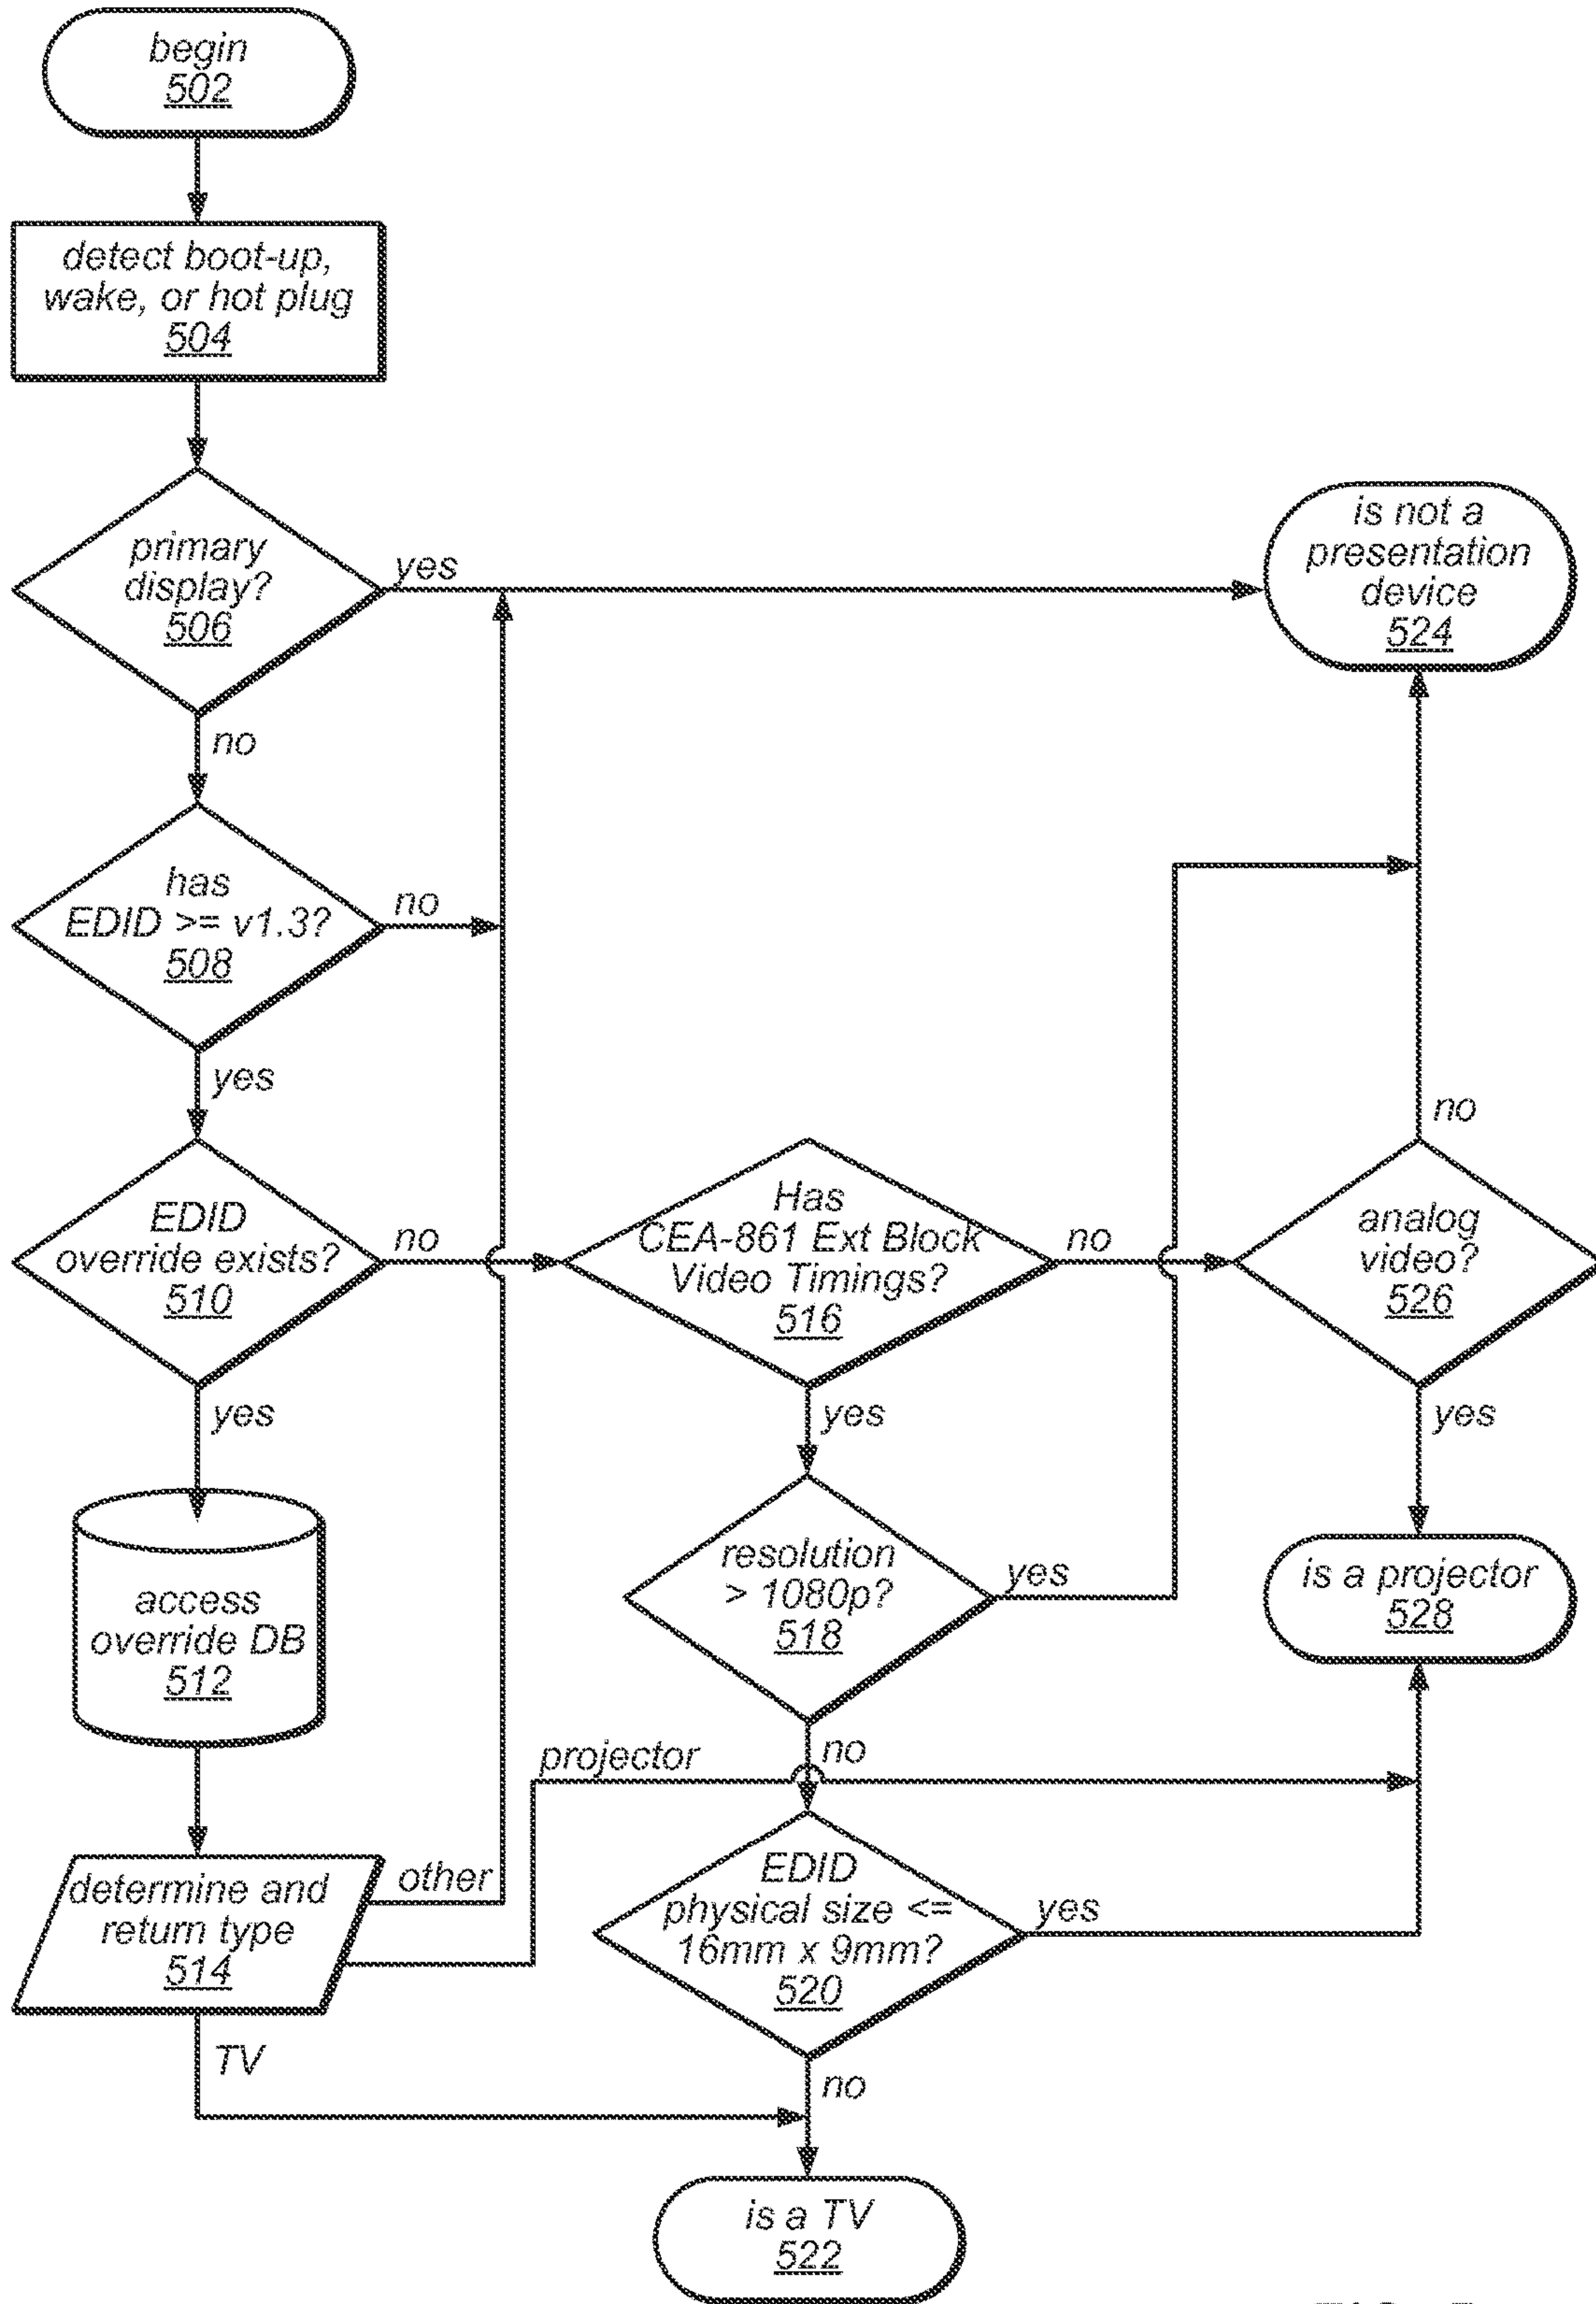 begin
502
detect boot-up,
wake, or hot plug
504
primary
display?
506
yes
is not a
presentation
device
524
no
has
EDID >= v1.3?
508
no
yes
no
EDID
override exists?
510
no
Has
CEA-861 Ext Block
Video Timings?
516
no
analog
video?
526
yes
yes
yes
access
override DB
512
resolution
> 1080p?
518
yes
is a projector
528
projector
no
determine and
return type
514
other
EDID
physical size <=
16mm x 9mm?
520
yes
TV
no
is a TV
522